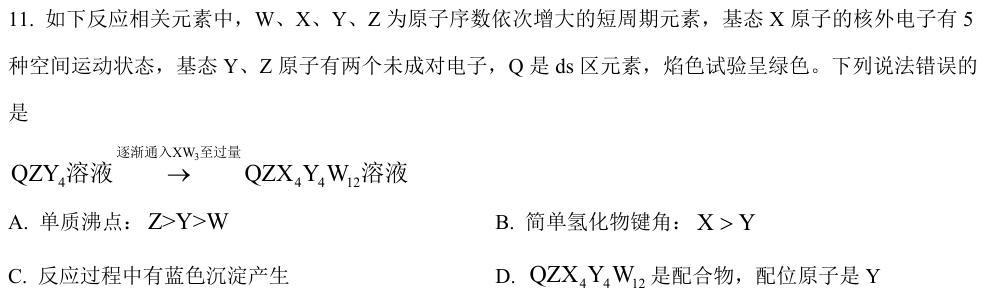 11. 如下反应相关元素中，W、X、Y、Z 为原子序数依次增大的短周期元素，基态 X 原子的核外电子有 5
种空间运动状态，基态 Y、Z 原子有两个未成对电子，Q 是 ds 区元素，焰色试验呈绿色。下列说法错误的
是
QZY₄溶液 逐渐通入XW₃至过量 → QZX₄Y₄W₁₂溶液
A. 单质沸点：Z>Y>W B. 简单氢化物键角：X > Y
C. 反应过程中有蓝色沉淀产生 D. QZX₄Y₄W₁₂ 是配合物，配位原子是 Y